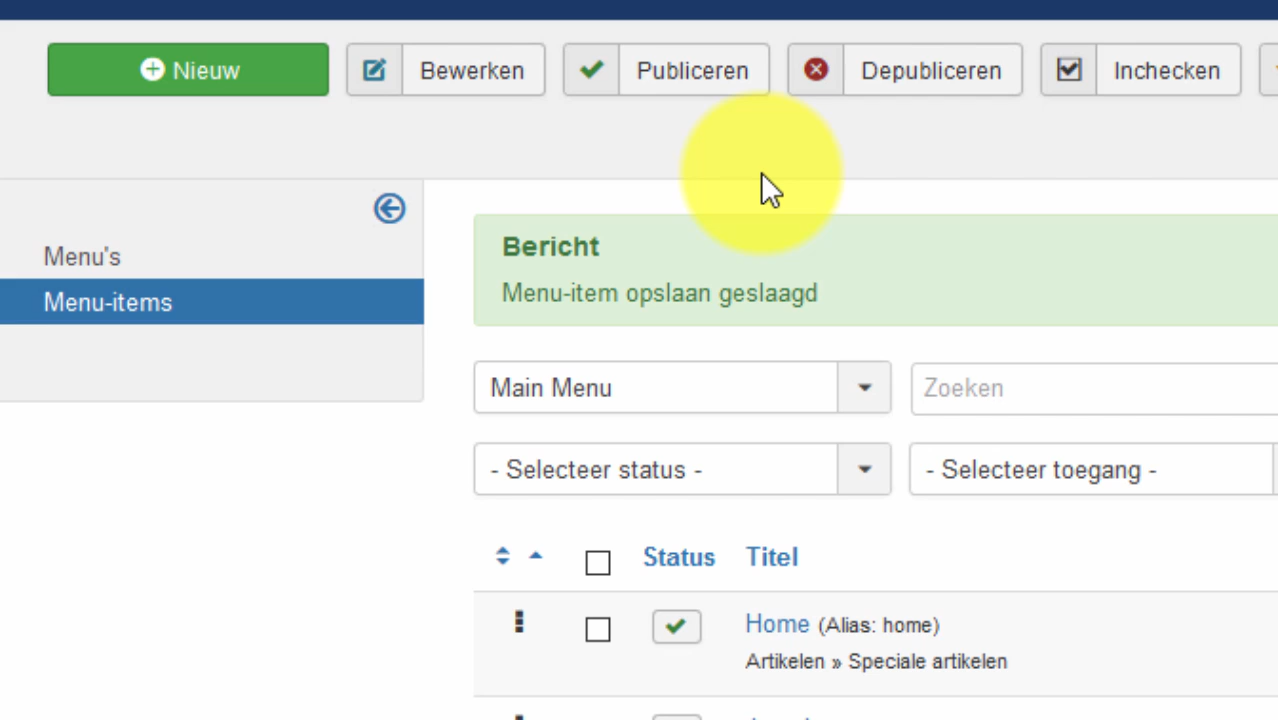 Nieuw Bewerken Publiceren Depubliceren Inchecken
Menu's
Menu-items
Bericht
Menu-item opslaan geslaagd
Main Menu Zoeken
- Selecteer status - - Selecteer toegang -
Status Titel
Home (Alias: home)
Artikelen » Speciale artikelen